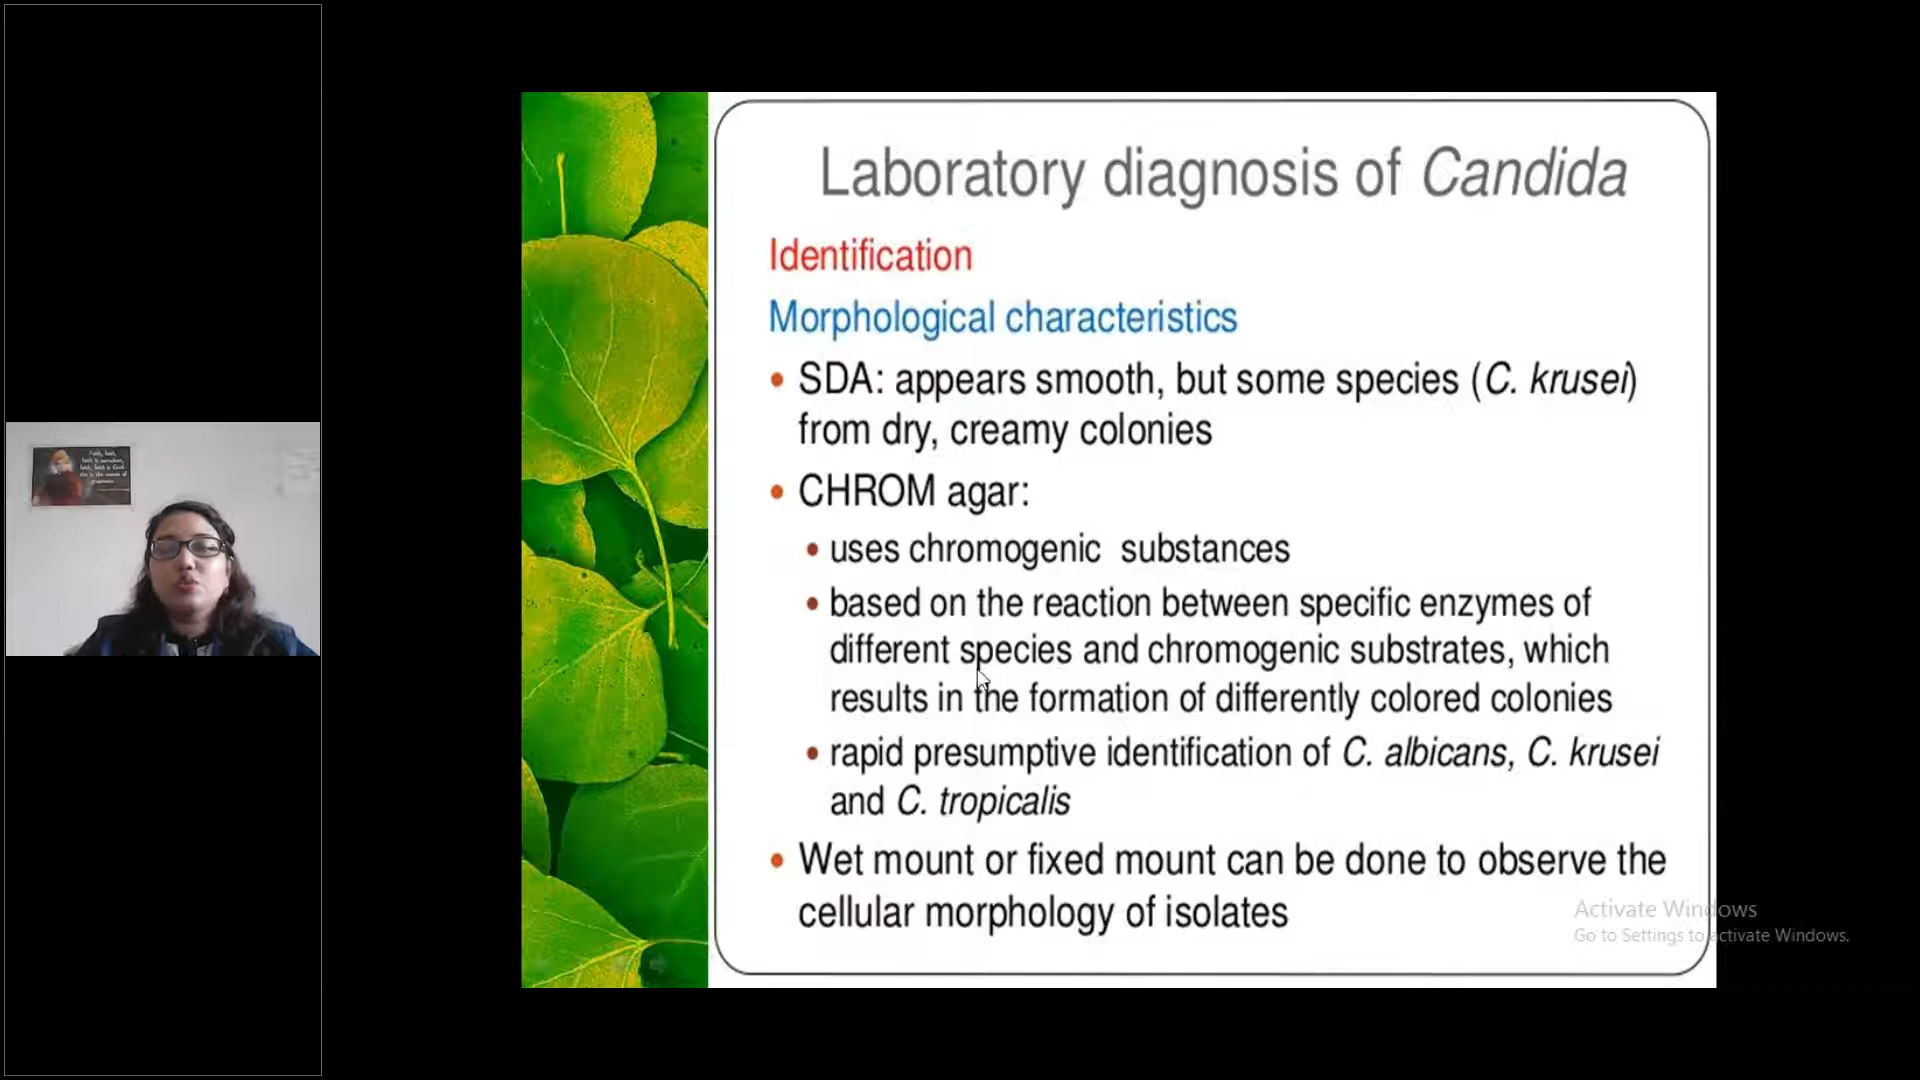 Laboratory diagnosis of Candida
Identification
Morphological characteristics
• SDA: appears smooth, but some species (C. krusei)
from dry, creamy colonies
• CHROM agar:
• uses chromogenic substances
• based on the reaction between specific enzymes of
different species and chromogenic substrates, which
results in the formation of differently colored colonies
• rapid presumptive identification of C. albicans, C. krusei
and C. tropicalis
• Wet mount or fixed mount can be done to observe the
cellular morphology of isolates
Activate Windows
Go to Settings to activate Windows.